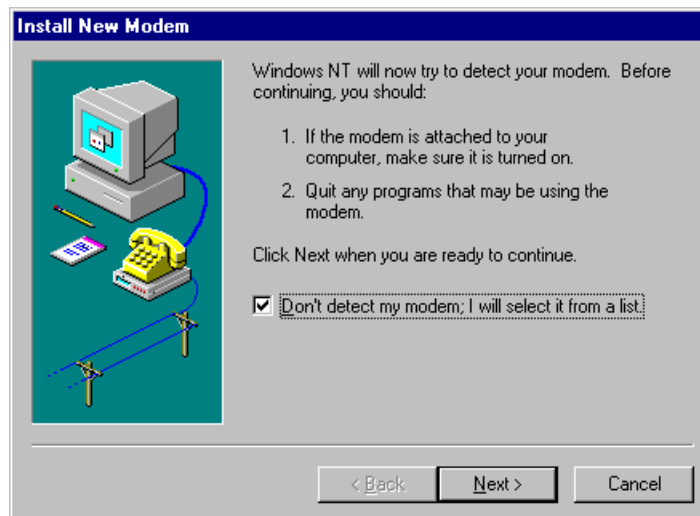 Install New Modem
Windows NT will now try to detect your modem. Before
continuing, you should:
1. If the modem is attached to your
computer, make sure it is turned on.
2. Quit any programs that may be using the
modem.
Click Next when you are ready to continue.
Don't detect my modem; I will select it from a list.
< Back
Next >
Cancel